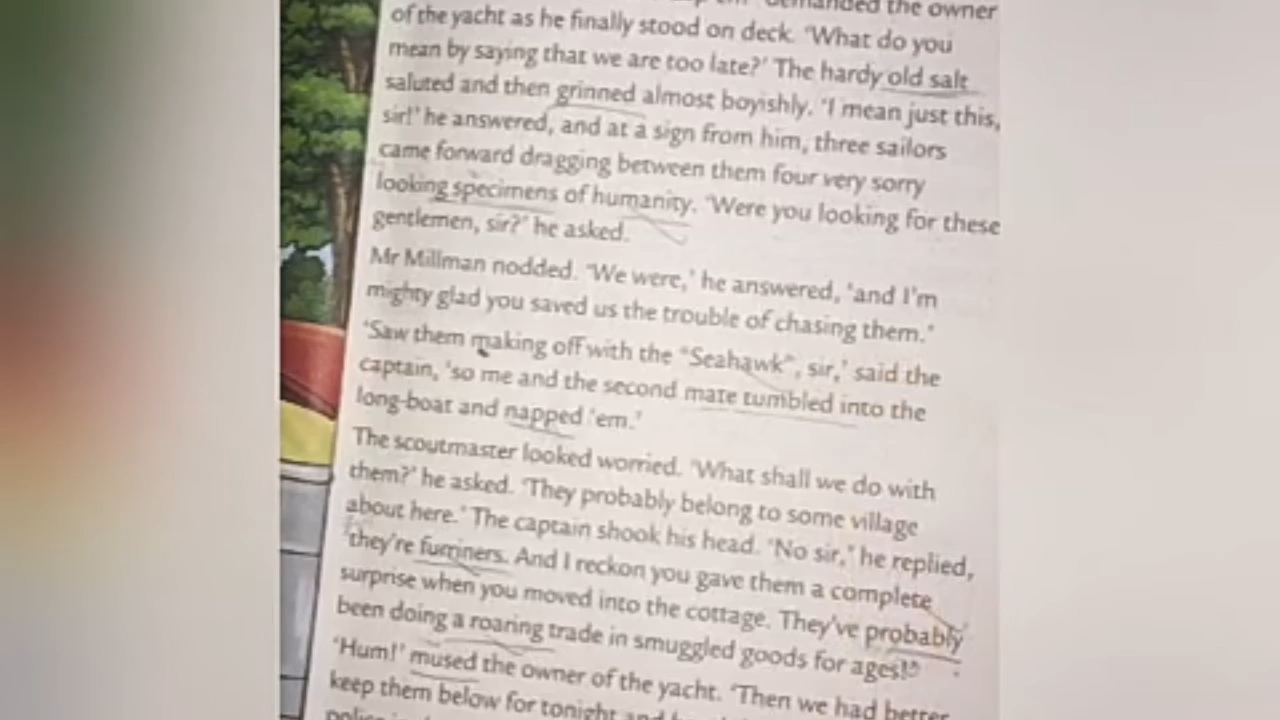 demanded the owner
of the yacht as he finally stood on deck. 'What do you
mean by saying that we are too late?' The hardy old salt
saluted and then grinned almost boyishly. 'I mean just this,
sir!' he answered, and at a sign from him, three sailors
came forward dragging between them four very sorry
looking specimens of humanity. 'Were you looking for these
gentlemen, sir?' he asked.
Mr Millman nodded. 'We were,' he answered, 'and I'm
mighty glad you saved us the trouble of chasing them.'
'Saw them making off with the "Seahawk", sir,' said the
captain, 'so me and the second mate tumbled into the
long-boat and napped 'em.'
The scoutmaster looked worried. 'What shall we do with
them?' he asked. 'They probably belong to some village
about here.' The captain shook his head. 'No sir,' he replied,
'they're furriners. And I reckon you gave them a complete
surprise when you moved into the cottage. They've probably
been doing a roaring trade in smuggled goods for ages!'
'Hum!' mused the owner of the yacht. 'Then we had better
keep them below for tonight and